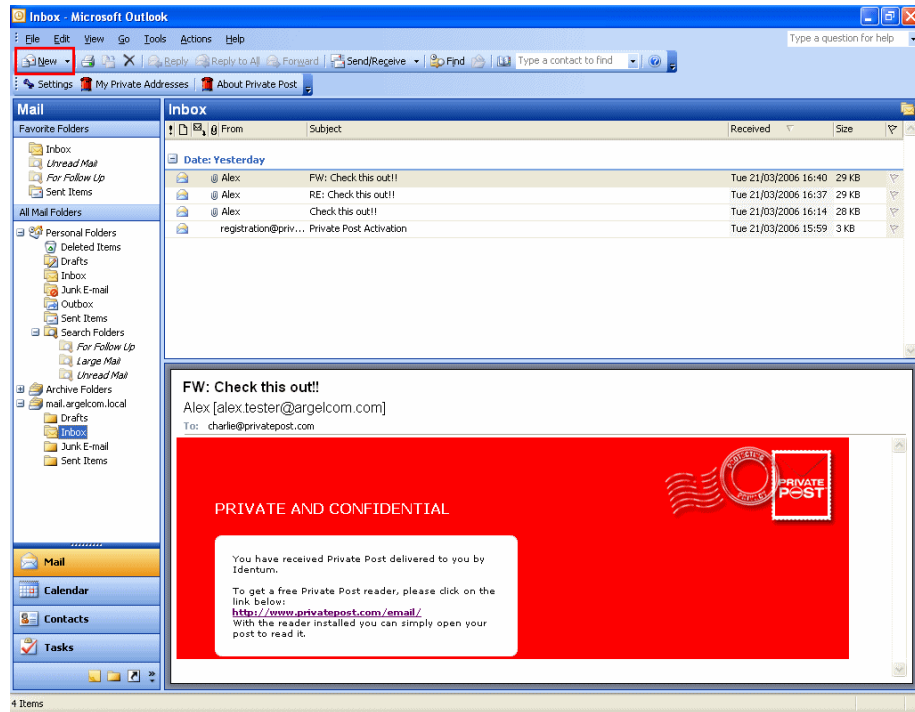 Inbox - Microsoft Outlook
File Edit View Go Tools Actions Help Type a question for help
New Reply Reply to All Forward Send/Receive Find Type a contact to find
Settings My Private Addresses About Private Post
Mail
Favorite Folders
Inbox
Unread Mail
For Follow Up
Sent Items
All Mail Folders
Personal Folders
Deleted Items
Drafts
Inbox
Junk E-mail
Outbox
Sent Items
Search Folders
For Follow Up
Large Mail
Unread Mail
Archive Folders
mail.argelcom.local
Drafts
Inbox
Junk E-mail
Sent Items
Mail
Calendar
Contacts
Tasks
Inbox
From Subject Received Size
Date: Yesterday
Alex FW: Check this out!! Tue 21/03/2006 16:40 29 KB
Alex RE: Check this out!! Tue 21/03/2006 16:37 29 KB
Alex Check this out!! Tue 21/03/2006 16:14 28 KB
registration@priv... Private Post Activation Tue 21/03/2006 15:59 3 KB
FW: Check this out!!
Alex [alex.tester@argelcom.com]
To: charlie@privatepost.com
PRIVATE AND CONFIDENTIAL
PRIVATE
POST
You have received Private Post delivered to you by
Identum.
To get a free Private Post reader, please click on the
link below:
http://www.privatepost.com/email/
With the reader installed you can simply open your
post to read it.
4 Items